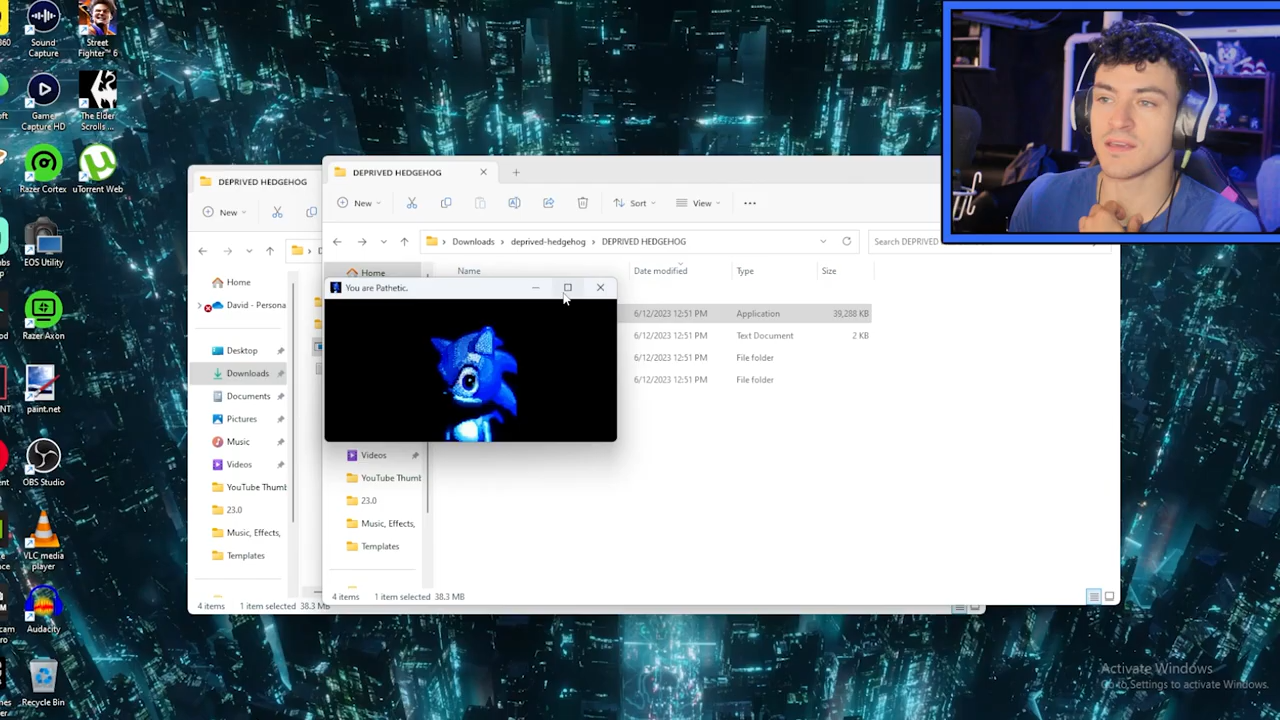 360
Sound
Capture
Street
Fighter™ 6
Game
Capture HD
The Elder
Scrolls ...
Razer Cortex
uTorrent Web
EOS Utility
Razer Axon
paint.net
OBS Studio
VLC media
player
Audacity
Recycle Bin
DEPRIVED HEDGEHOG
New
Home
David - Persona
Desktop
Downloads
Documents
Pictures
Music
Videos
YouTube Thumb
23.0
Music, Effects,
Templates
4 items
1 item selected 38.3 M
DEPRIVED HEDGEHOG
New
Sort
View
Downloads
deprived-hedgehog
DEPRIVED HEDGEHOG
Search DEPRIVED
Name
Date modified
Type
Size
Home
6/12/2023 12:51 PM Application 39,288 KB
6/12/2023 12:51 PM Text Document 2 KB
6/12/2023 12:51 PM File folder
6/12/2023 12:51 PM File folder
You are Pathetic.
Videos
YouTube Thumb
23.0
Music, Effects,
Templates
4 items
1 item selected 38.3 MB
Activate Windows
Go to Settings to activate Windows.